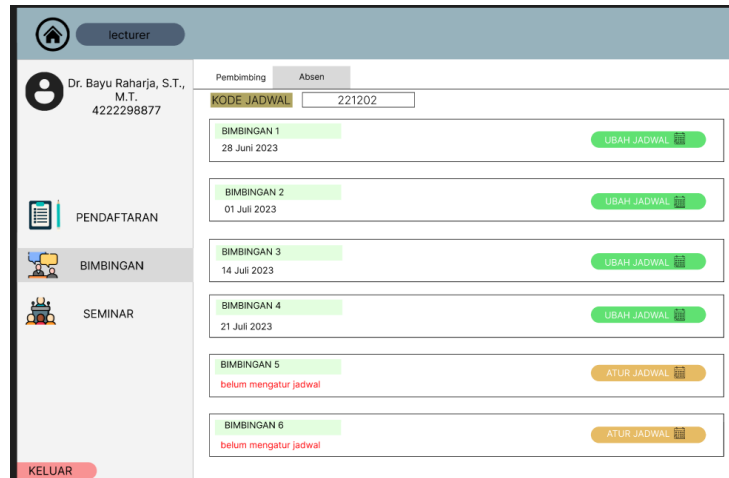 lecturer
Dr. Bayu Raharja, S.T.,
M.T.
4222298877
PENDAFTARAN
BIMBINGAN
SEMINAR
KELUAR
Pembimbing Absen
KODE JADWAL 221202
BIMBINGAN 1
28 Juni 2023
UBAH JADWAL
BIMBINGAN 2
01 Juli 2023
UBAH JADWAL
BIMBINGAN 3
14 Juli 2023
UBAH JADWAL
BIMBINGAN 4
21 Juli 2023
UBAH JADWAL
BIMBINGAN 5
belum mengatur jadwal
ATUR JADWAL
BIMBINGAN 6
belum mengatur jadwal
ATUR JADWAL